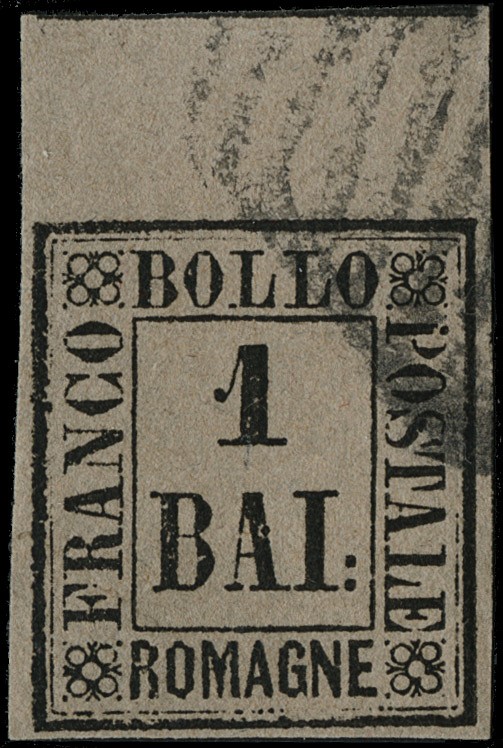 FRANCO
BOLLO
POSTALE
1
BAI:
ROMAGNE